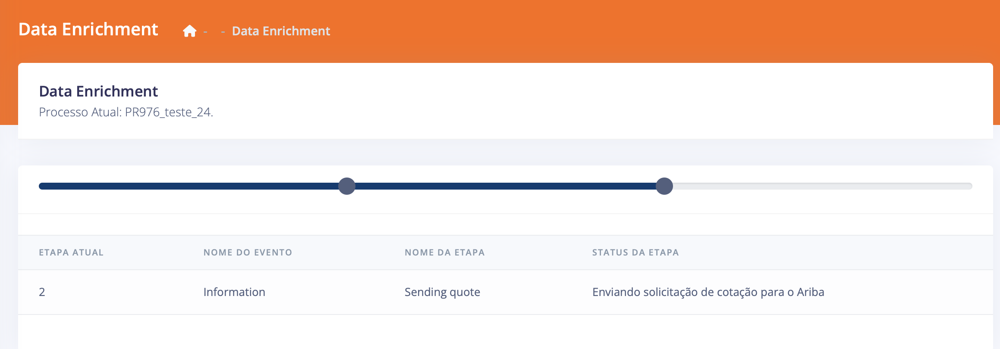 Data Enrichment - - Data Enrichment
Data Enrichment
Processo Atual: PR976_teste_24.
ETAPA ATUAL NOME DO EVENTO NOME DA ETAPA STATUS DA ETAPA
2 Information Sending quote Enviando solicitação de cotação para o Ariba